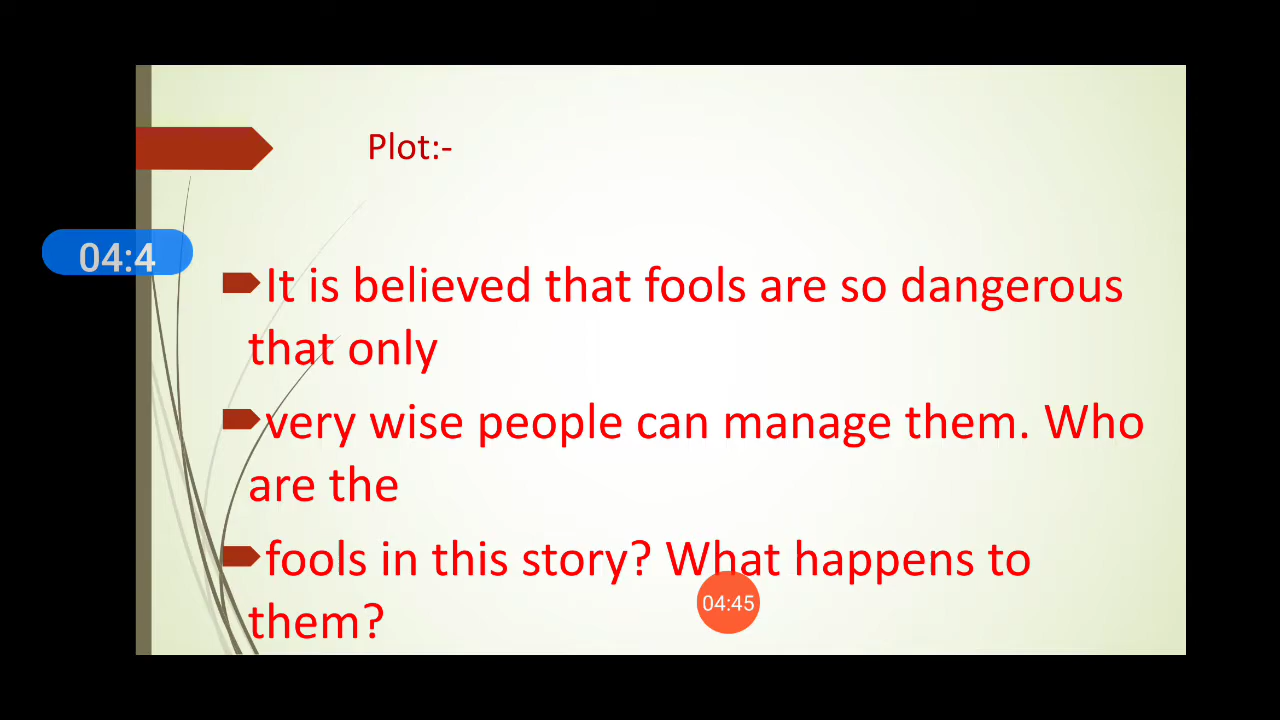 Plot:-
04:4
It is believed that fools are so dangerous
that only
very wise people can manage them. Who
are the
fools in this story? What happens to
them?
04:45